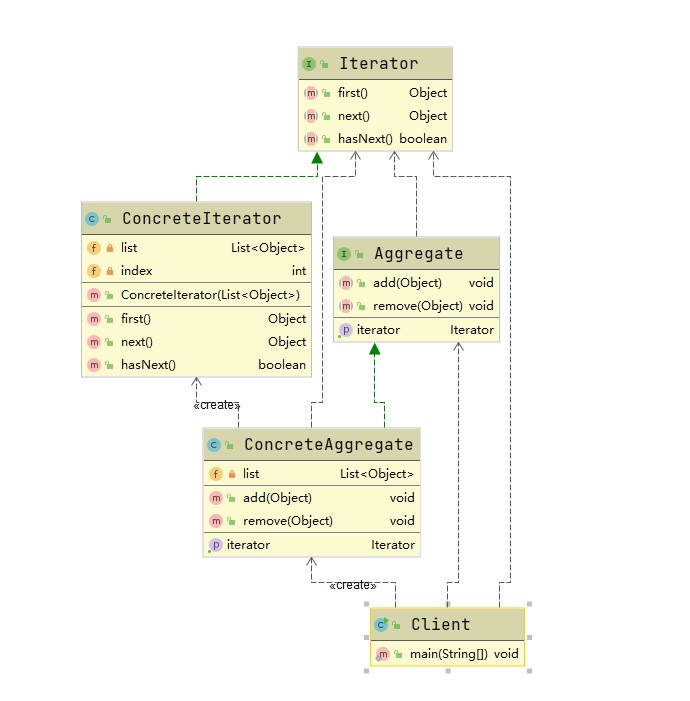 Iterator
first() Object
next() Object
hasNext() boolean
ConcreteIterator
list List<Object>
index int
ConcreteIterator(List<Object>)
first() Object
next() Object
hasNext() boolean
Aggregate
add(Object) void
remove(Object) void
iterator Iterator
«create»
ConcreteAggregate
list List<Object>
add(Object) void
remove(Object) void
iterator Iterator
«create»
Client
main(String[]) void